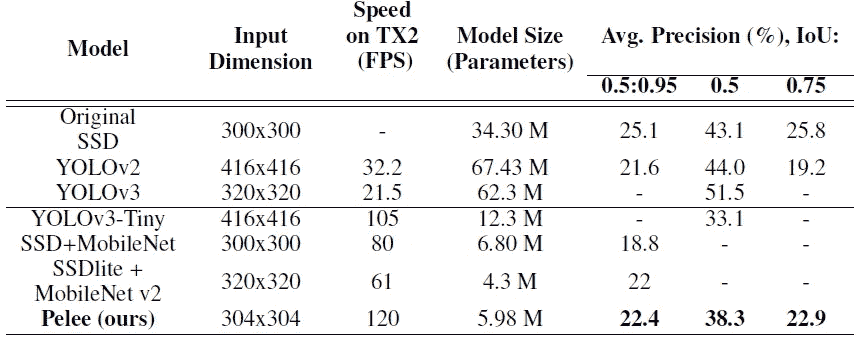 Model Input Dimension Speed on TX2 (FPS) Model Size (Parameters) Avg. Precision (%), IoU:
0.5:0.95 0.5 0.75
Original SSD 300x300 - 34.30 M 25.1 43.1 25.8
YOLOv2 416x416 32.2 67.43 M 21.6 44.0 19.2
YOLOv3 320x320 21.5 62.3 M - 51.5 -
YOLOv3-Tiny 416x416 105 12.3 M - 33.1 -
SSD+MobileNet 300x300 80 6.80 M 18.8 - -
SSDlite + MobileNet v2 320x320 61 4.3 M 22 - -
Pelee (ours) 304x304 120 5.98 M 22.4 38.3 22.9